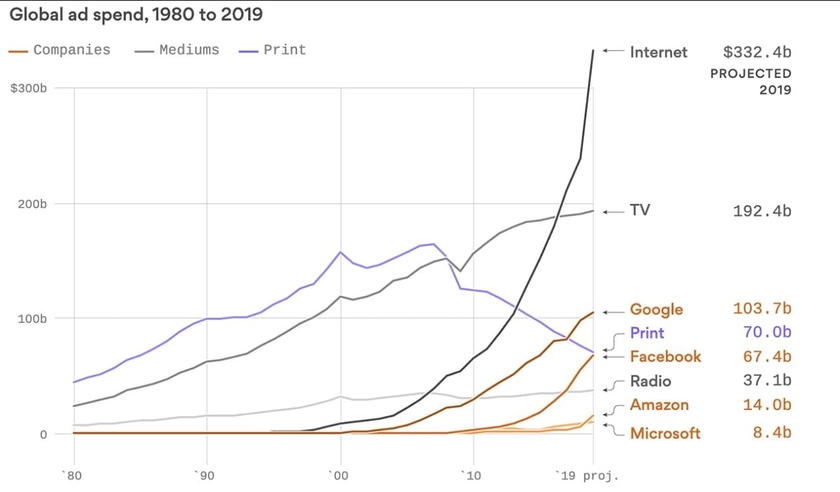 Global ad spend, 1980 to 2019
Companies Mediums Print
Internet $332.4b
PROJECTED
2019
$300b
200b
TV 192.4b
100b
Google 103.7b
Print 70.0b
Facebook 67.4b
Radio 37.1b
Amazon 14.0b
Microsoft 8.4b
0
`80 `90 `00 `10 `19 proj.